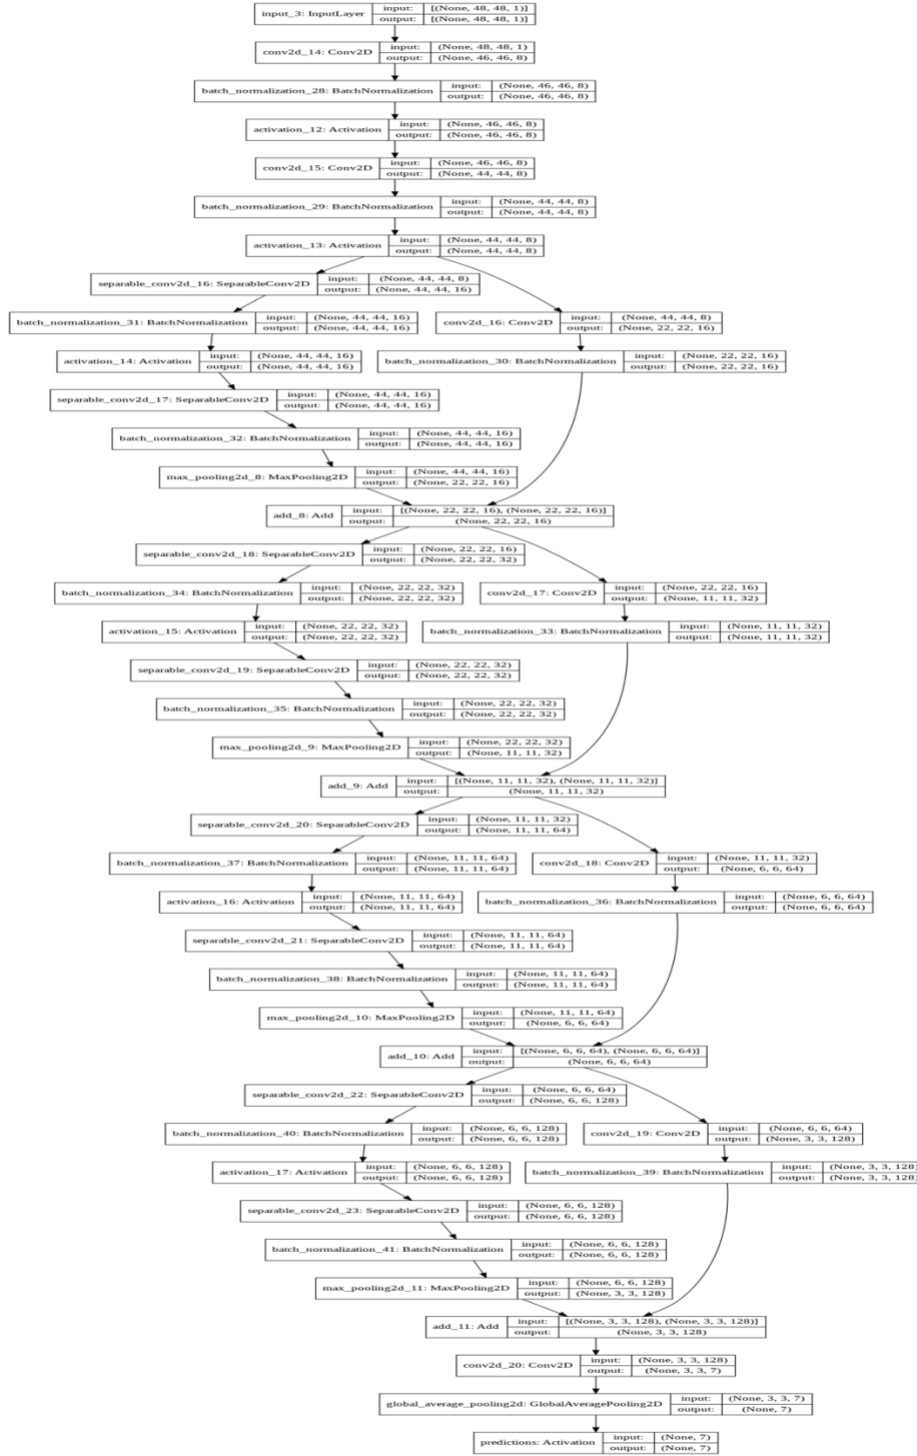 input_3: InputLayer input: [(None, 48, 48, 1)]
output: [(None, 48, 48, 1)]
conv2d_14: Conv2D input: (None, 48, 48, 1)
output: (None, 46, 46, 8)
batch_normalization_28: BatchNormalization input: (None, 46, 46, 8)
output: (None, 46, 46, 8)
activation_12: Activation input: (None, 46, 46, 8)
output: (None, 46, 46, 8)
conv2d_15: Conv2D input: (None, 46, 46, 8)
output: (None, 44, 44, 8)
batch_normalization_29: BatchNormalization input: (None, 44, 44, 8)
output: (None, 44, 44, 8)
activation_13: Activation input: (None, 44, 44, 8)
output: (None, 44, 44, 8)
separable_conv2d_16: SeparableConv2D input: (None, 44, 44, 8)
output: (None, 44, 44, 16)
batch_normalization_31: BatchNormalization input: (None, 44, 44, 16)
output: (None, 44, 44, 16)
conv2d_16: Conv2D input: (None, 44, 44, 8)
output: (None, 22, 22, 16)
activation_14: Activation input: (None, 44, 44, 16)
output: (None, 44, 44, 16)
batch_normalization_30: BatchNormalization input: (None, 22, 22, 16)
output: (None, 22, 22, 16)
separable_conv2d_17: SeparableConv2D input: (None, 44, 44, 16)
output: (None, 44, 44, 16)
batch_normalization_32: BatchNormalization input: (None, 44, 44, 16)
output: (None, 44, 44, 16)
max_pooling2d_8: MaxPooling2D input: (None, 44, 44, 16)
output: (None, 22, 22, 16)
add_8: Add input: [(None, 22, 22, 16), (None, 22, 22, 16)]
output: (None, 22, 22, 16)
separable_conv2d_18: SeparableConv2D input: (None, 22, 22, 16)
output: (None, 22, 22, 32)
batch_normalization_34: BatchNormalization input: (None, 22, 22, 32)
output: (None, 22, 22, 32)
conv2d_17: Conv2D input: (None, 22, 22, 16)
output: (None, 11, 11, 32)
activation_15: Activation input: (None, 22, 22, 32)
output: (None, 22, 22, 32)
batch_normalization_33: BatchNormalization input: (None, 11, 11, 32)
output: (None, 11, 11, 32)
separable_conv2d_19: SeparableConv2D input: (None, 22, 22, 32)
output: (None, 22, 22, 32)
batch_normalization_35: BatchNormalization input: (None, 22, 22, 32)
output: (None, 22, 22, 32)
max_pooling2d_9: MaxPooling2D input: (None, 22, 22, 32)
output: (None, 11, 11, 32)
add_9: Add input: [(None, 11, 11, 32), (None, 11, 11, 32)]
output: (None, 11, 11, 32)
separable_conv2d_20: SeparableConv2D input: (None, 11, 11, 32)
output: (None, 11, 11, 64)
batch_normalization_37: BatchNormalization input: (None, 11, 11, 64)
output: (None, 11, 11, 64)
conv2d_18: Conv2D input: (None, 11, 11, 32)
output: (None, 6, 6, 64)
activation_16: Activation input: (None, 11, 11, 64)
output: (None, 11, 11, 64)
batch_normalization_36: BatchNormalization input: (None, 6, 6, 64)
output: (None, 6, 6, 64)
separable_conv2d_21: SeparableConv2D input: (None, 11, 11, 64)
output: (None, 11, 11, 64)
batch_normalization_38: BatchNormalization input: (None, 11, 11, 64)
output: (None, 11, 11, 64)
max_pooling2d_10: MaxPooling2D input: (None, 11, 11, 64)
output: (None, 6, 6, 64)
add_10: Add input: [(None, 6, 6, 64), (None, 6, 6, 64)]
output: (None, 6, 6, 64)
separable_conv2d_22: SeparableConv2D input: (None, 6, 6, 64)
output: (None, 6, 6, 128)
batch_normalization_40: BatchNormalization input: (None, 6, 6, 128)
output: (None, 6, 6, 128)
conv2d_19: Conv2D input: (None, 6, 6, 64)
output: (None, 3, 3, 128)
activation_17: Activation input: (None, 6, 6, 128)
output: (None, 6, 6, 128)
batch_normalization_39: BatchNormalization input: (None, 3, 3, 128)
output: (None, 3, 3, 128)
separable_conv2d_23: SeparableConv2D input: (None, 6, 6, 128)
output: (None, 6, 6, 128)
batch_normalization_41: BatchNormalization input: (None, 6, 6, 128)
output: (None, 6, 6, 128)
max_pooling2d_11: MaxPooling2D input: (None, 6, 6, 128)
output: (None, 3, 3, 128)
add_11: Add input: [(None, 3, 3, 128), (None, 3, 3, 128)]
output: (None, 3, 3, 128)
conv2d_20: Conv2D input: (None, 3, 3, 128)
output: (None, 3, 3, 7)
global_average_pooling2d: GlobalAveragePooling2D input: (None, 3, 3, 7)
output: (None, 7)
predictions: Activation input: (None, 7)
output: (None, 7)